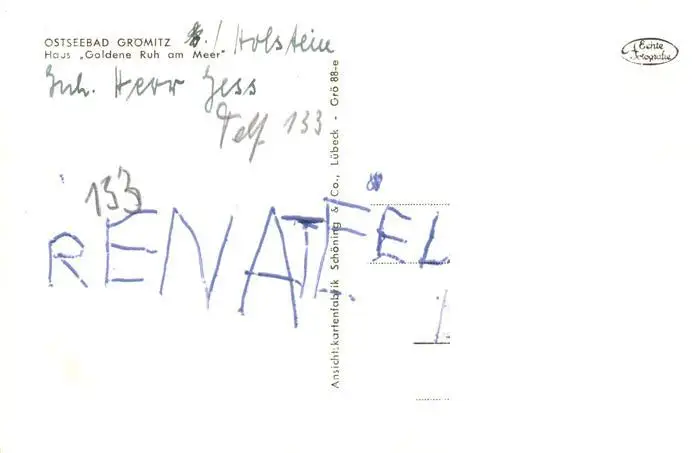 OSTSEEBAD GRÖMITZ /Holstein
Haus „Goldene Ruh am Meer"
Inh. Herr Jess
Telf 133
133
RENATE FEL
Ansichtskartenfabrik Schöning & Co., Lübeck - Grö 88-e
Echte
Fotografie